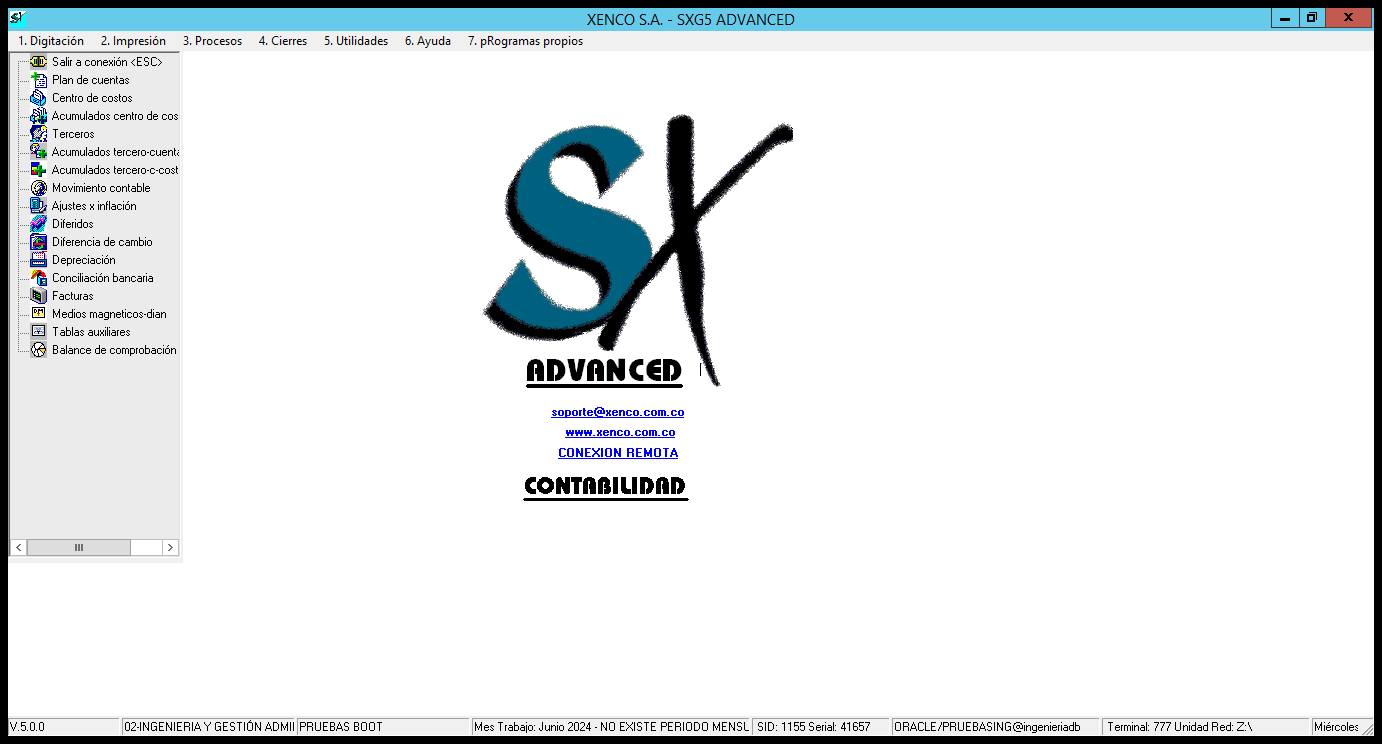 XENCO S.A. - SXG5 ADVANCED
1. Digitación 2. Impresión 3. Procesos 4. Cierres 5. Utilidades 6. Ayuda 7. pRogramas propios
Salir a conexión <ESC>
Plan de cuentas
Centro de costos
Acumulados centro de cos
Terceros
Acumulados tercero-cuenta
Acumulados tercero-c-cost
Movimiento contable
Ajustes x inflación
Diferidos
Diferencia de cambio
Depreciación
Conciliación bancaria
Facturas
Medios magneticos-dian
Tablas auxiliares
Balance de comprobación
SX
ADVANCED
soporte@xenco.com.co
www.xenco.com.co
CONEXION REMOTA
CONTABILIDAD
V.5.0.0 02-INGENIERIA Y GESTIÓN ADMII PRUEBAS BOOT Mes Trabajo: Junio 2024 - NO EXISTE PERIODO MENSU SID: 1155 Serial: 41657 ORACLE/PRUEBASING@ingenieriadb Terminal: 777 Unidad Red: Z:\ Miércoles